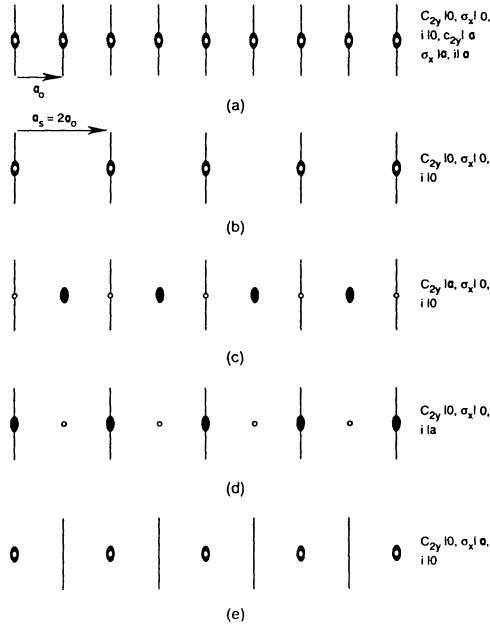 C2y |0, σx | 0,
i |0, c2y| a
σx |a, i| a
a0
(a)
as = 2a0
C2y |0, σx | 0,
i |0
(b)
C2y |a, σx | 0,
i |0
(c)
C2y |0, σx | 0,
i |a
(d)
C2y |0, σx | a,
i |0
(e)